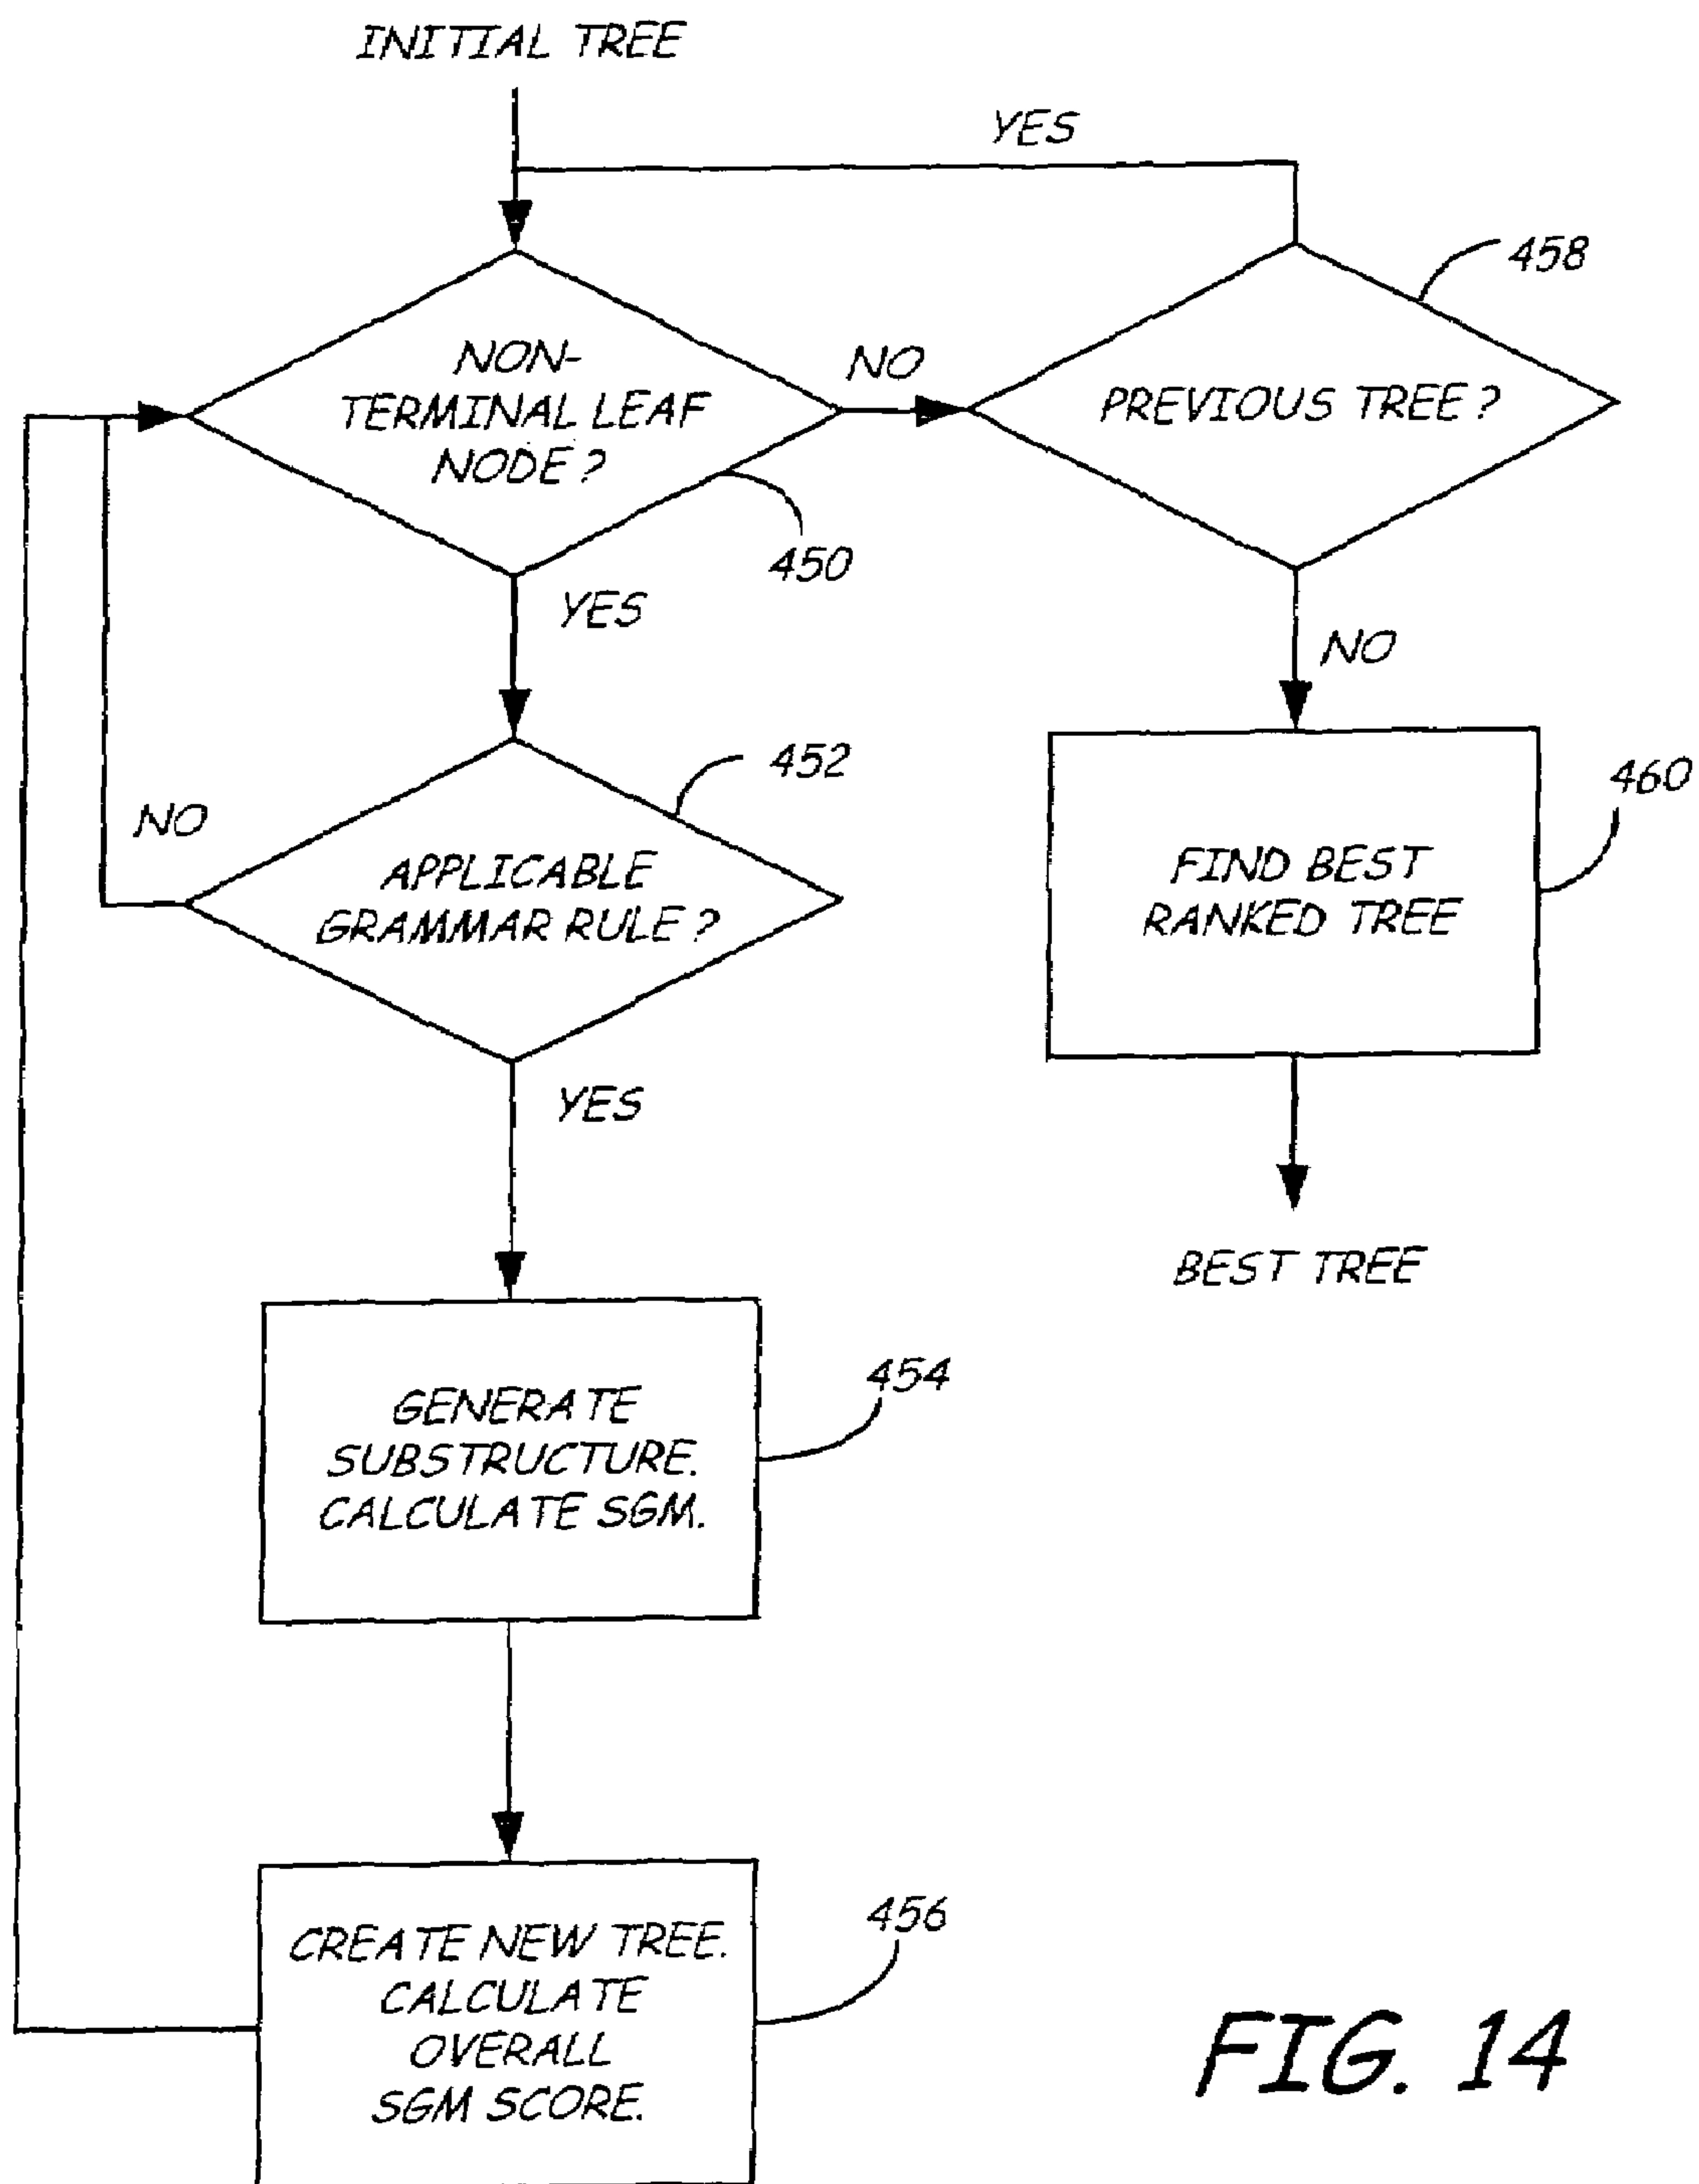 INITIAL TREE
YES
458
NON-
TERMINAL LEAF
NODE?
NO
PREVIOUS TREE?
450
YES
NO
452
460
NO
APPLICABLE
GRAMMAR RULE?
FIND BEST
RANKED TREE
YES
BEST TREE
454
GENERATE
SUBSTRUCTURE.
CALCULATE SGM.
456
CREATE NEW TREE.
CALCULATE
OVERALL
SGM SCORE.
FIG. 14